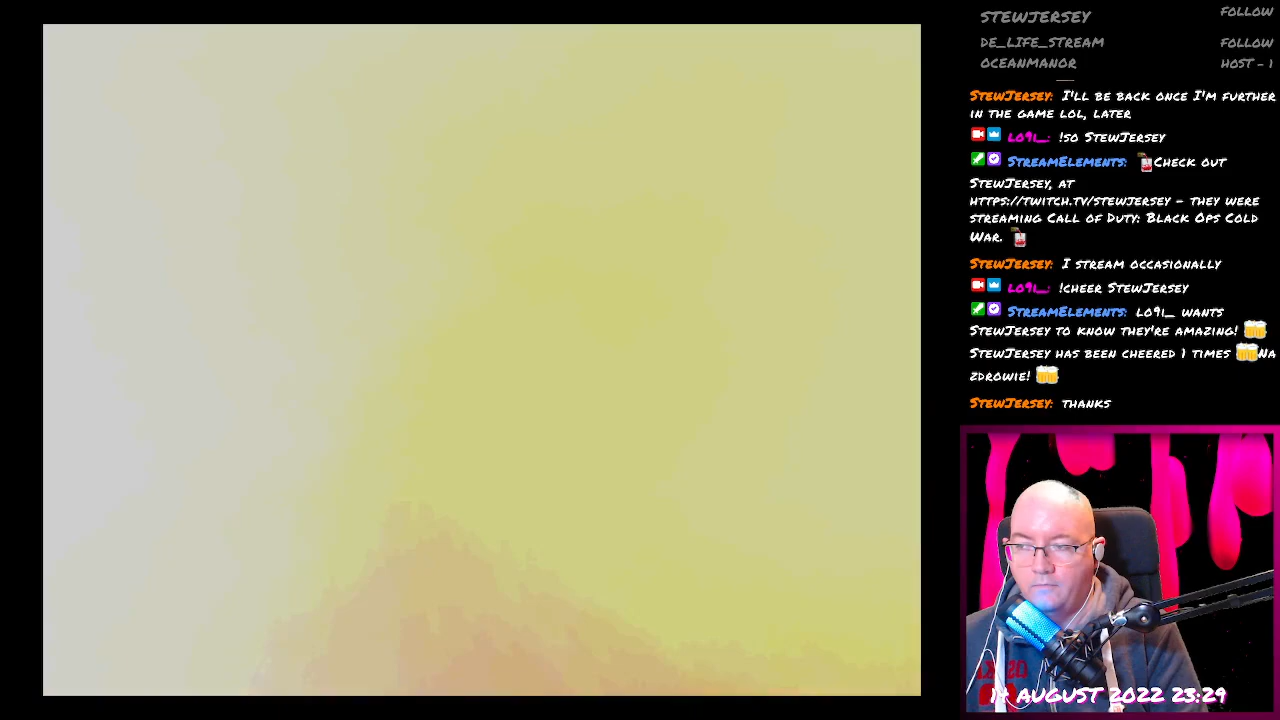 STEWJERSEY FOLLOW
DE_LIFE_STREAM FOLLOW
OCEANMANOR HOST - 1
STEWJERSEY: I'LL BE BACK ONCE I'M FURTHER
IN THE GAME LOL, LATER
LO9I_: !SO STEWJERSEY
STREAMELEMENTS: CHECK OUT
STEWJERSEY, AT
HTTPS://TWITCH.TV/STEWJERSEY - THEY WERE
STREAMING CALL OF DUTY: BLACK OPS COLD
WAR.
STEWJERSEY: I STREAM OCCASIONALLY
LO9I_: !CHEER STEWJERSEY
STREAMELEMENTS: LO9I_ WANTS
STEWJERSEY TO KNOW THEY'RE AMAZING!
STEWJERSEY HAS BEEN CHEERED 1 TIMES NA
ZDROWIE!
STEWJERSEY: THANKS
AUGUST 2022 23:29